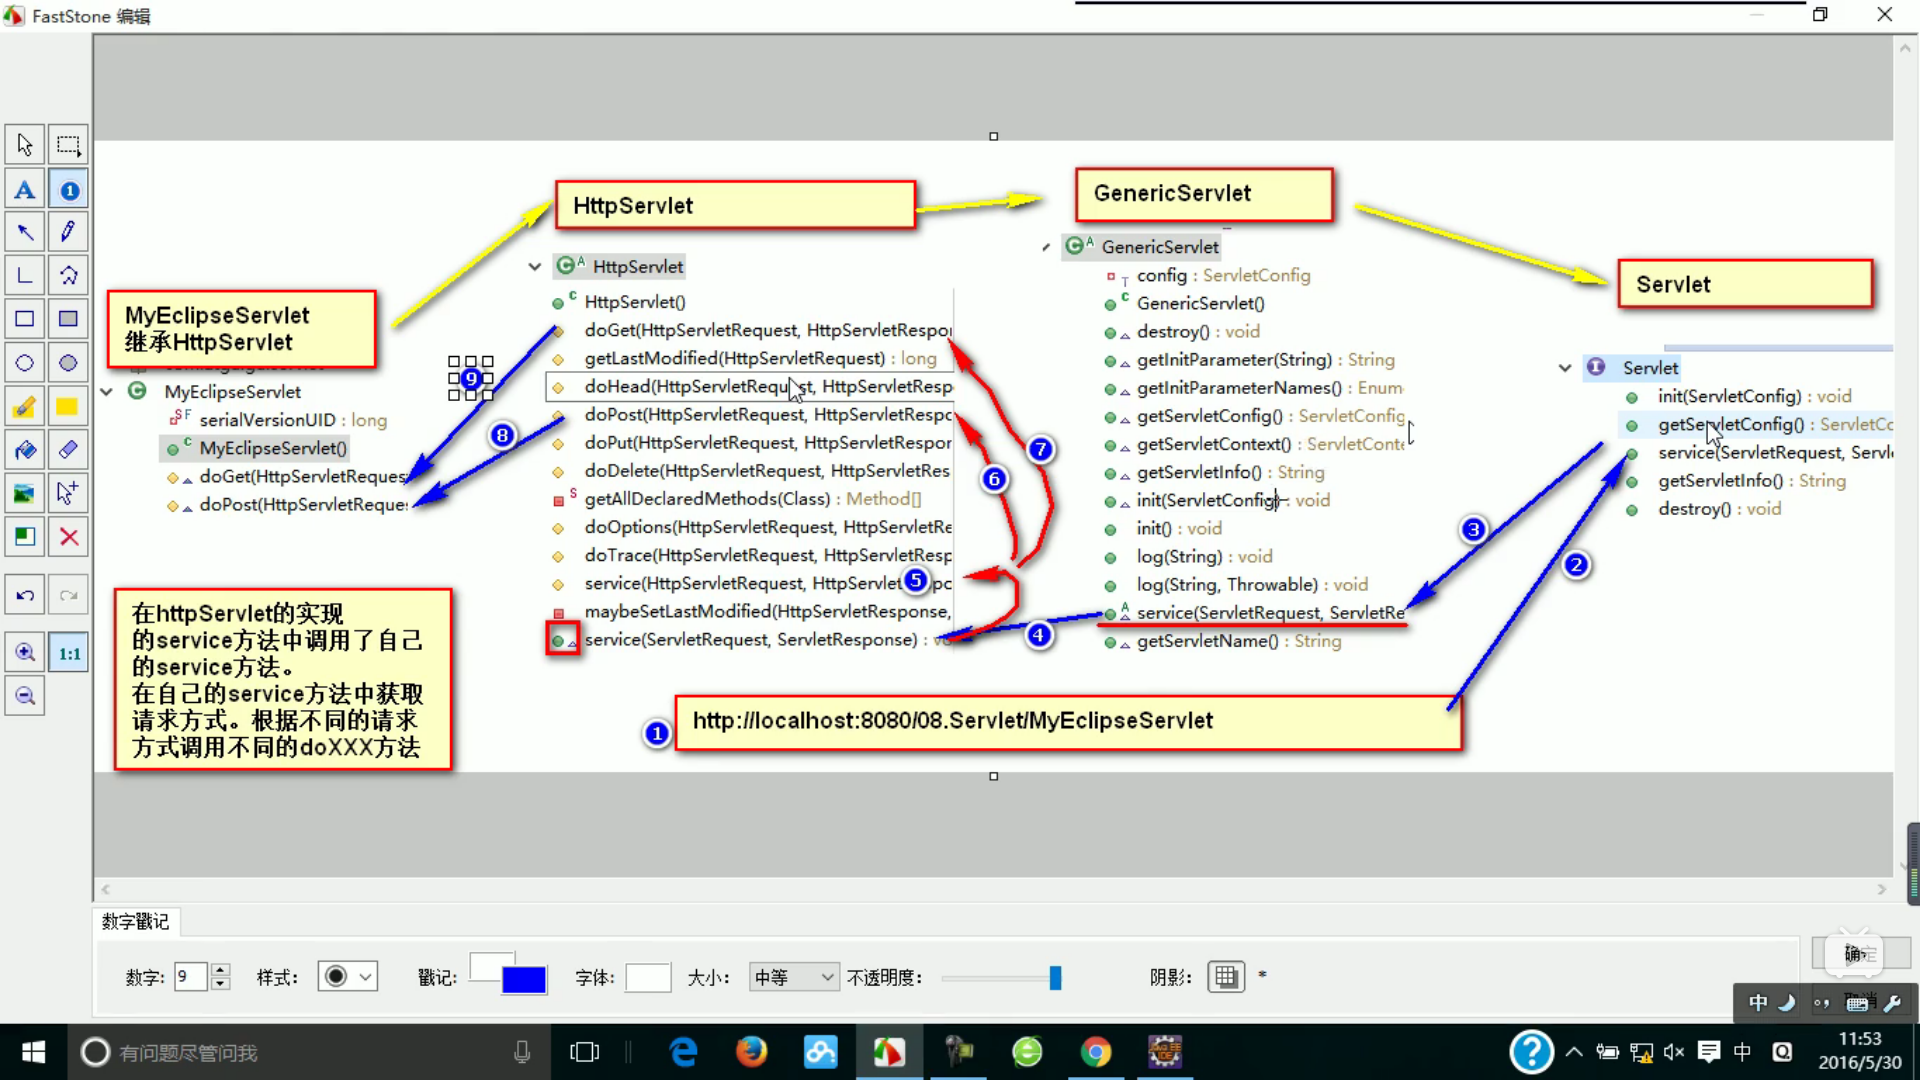 FastStone 编辑
HttpServlet
GenericServlet
Servlet
MyEclipseServlet
继承HttpServlet
MyEclipseServlet
serialVersionUID : long
MyEclipseServlet()
doGet(HttpServletRequest
doPost(HttpServletReque
HttpServlet
HttpServlet()
doGet(HttpServletRequest, HttpServletRespo
getLastModified(HttpServletRequest) : long
doHead(HttpServletRequest, HttpServletResp
doPost(HttpServletRequest, HttpServletRespo
doPut(HttpServletRequest, HttpServletRespor
doDelete(HttpServletRequest, HttpServletRes
getAllDeclaredMethods(Class) : Method[]
doOptions(HttpServletRequest, HttpServletRe
doTrace(HttpServletRequest, HttpServletResp
service(HttpServletRequest, HttpServlet
maybeSetLastModified(HttpServletResponse,
service(ServletRequest, ServletResponse) : vo
GenericServlet
config : ServletConfig
GenericServlet()
destroy() : void
getInitParameter(String) : String
getInitParameterNames() : Enum
getServletConfig() : ServletConfig
getServletContext() : ServletConte
getServletInfo() : String
init(ServletConfig) : void
init() : void
log(String) : void
log(String, Throwable) : void
service(ServletRequest, ServletRe
getServletName() : String
Servlet
init(ServletConfig) : void
getServletConfig() : ServletCo
service(ServletRequest, Servl
getServletInfo() : String
destroy() : void
9
8
7
6
5
4
3
2
1
http://localhost:8080/08.Servlet/MyEclipseServlet
在httpServlet的实现
的service方法中调用了自己
的service方法。
在自己的service方法中获取
请求方式。根据不同的请求
方式调用不同的doXXX方法
1:1
数字戳记
数字: 9 样式: 戳记: 字体: 大小: 中等 不透明度: 阴影: *
中
有问题尽管问我
中
11:53
2016/5/30